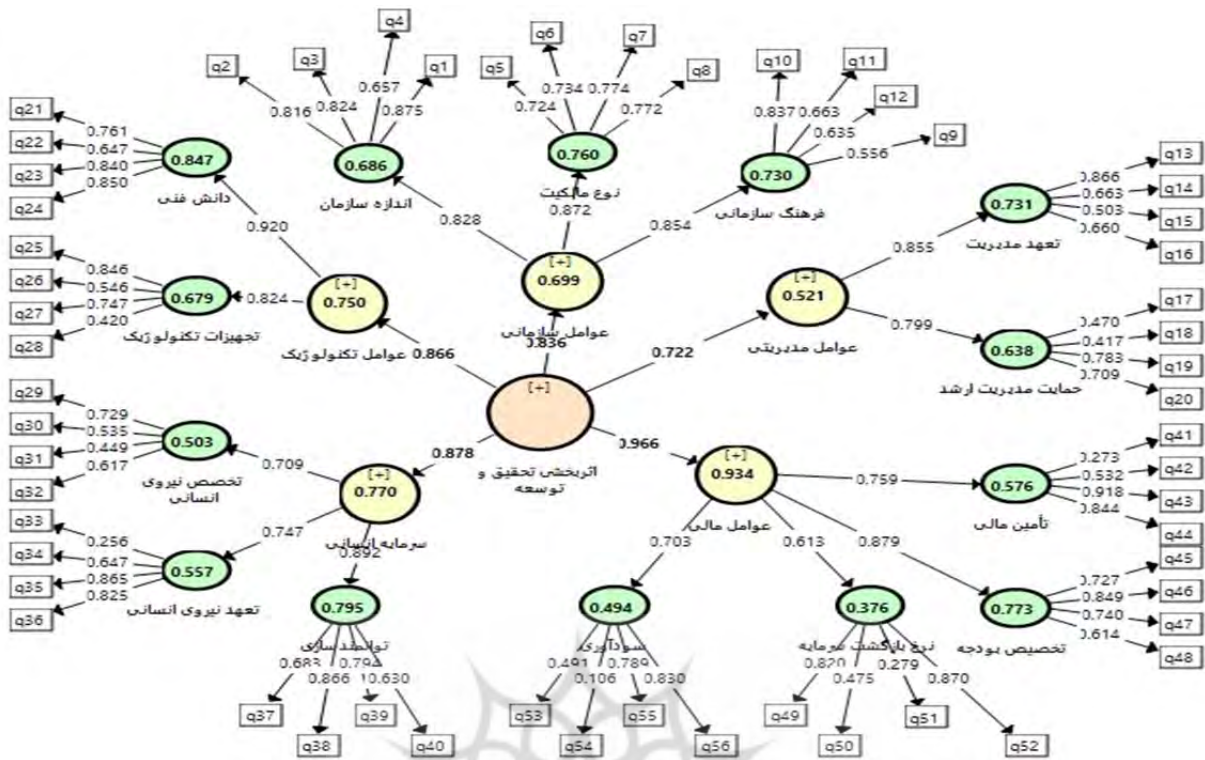 q4
q6
q7
q10
q11
q2
q3
q1
q5
q8
q12
q9
0.816
0.824
0.657
0.875
0.724
0.734
0.774
0.772
0.837
0.663
0.635
0.556
q21
q22
q23
q24
0.761
0.647
0.840
0.850
0.847
دانش فنی
0.686
اندازه سازمان
0.760
نوع مالکیت
0.730
فرهنگ سازمانی
q13
q14
q15
q16
0.866
0.663
0.503
0.660
0.731
تعهد مدیریت
0.920
0.828
0.872
0.854
0.855
q25
q26
q27
q28
0.846
0.546
0.747
0.420
0.679
تجهیزات تکنولوژیک
0.824
[+]
0.750
عوامل تکنولوژیک
[+]
0.699
عوامل سازمانی
[+]
0.521
عوامل مدیریتی
0.799
q17
q18
q19
q20
0.470
0.417
0.783
0.709
0.638
حمایت مدیریت ارشد
0.866
0.836
0.722
[+]
اثربخشی تحقیق و
توسعه
0.878
0.966
q29
q30
q31
q32
0.729
0.535
0.449
0.617
0.503
تخصص نیروی
انسانی
0.709
[+]
0.770
سرمایه انسانی
[+]
0.934
عوامل مالی
0.759
q41
q42
q43
q44
0.273
0.532
0.918
0.844
0.576
تأمین مالی
q33
q34
q35
q36
0.256
0.647
0.865
0.825
0.557
تعهد نیروی انسانی
0.747
0.892
0.703
0.613
0.879
q45
q46
q47
q48
0.727
0.849
0.740
0.614
0.773
تخصیص بودجه
0.795
توانمندسازی
0.683
0.866
0.794
0.630
q37
q38
q39
q40
0.494
سودآوری
0.491
0.106
0.789
0.830
q53
q54
q55
q56
0.376
نرخ بازگشت سرمایه
0.820
0.475
0.279
0.870
q49
q50
q51
q52